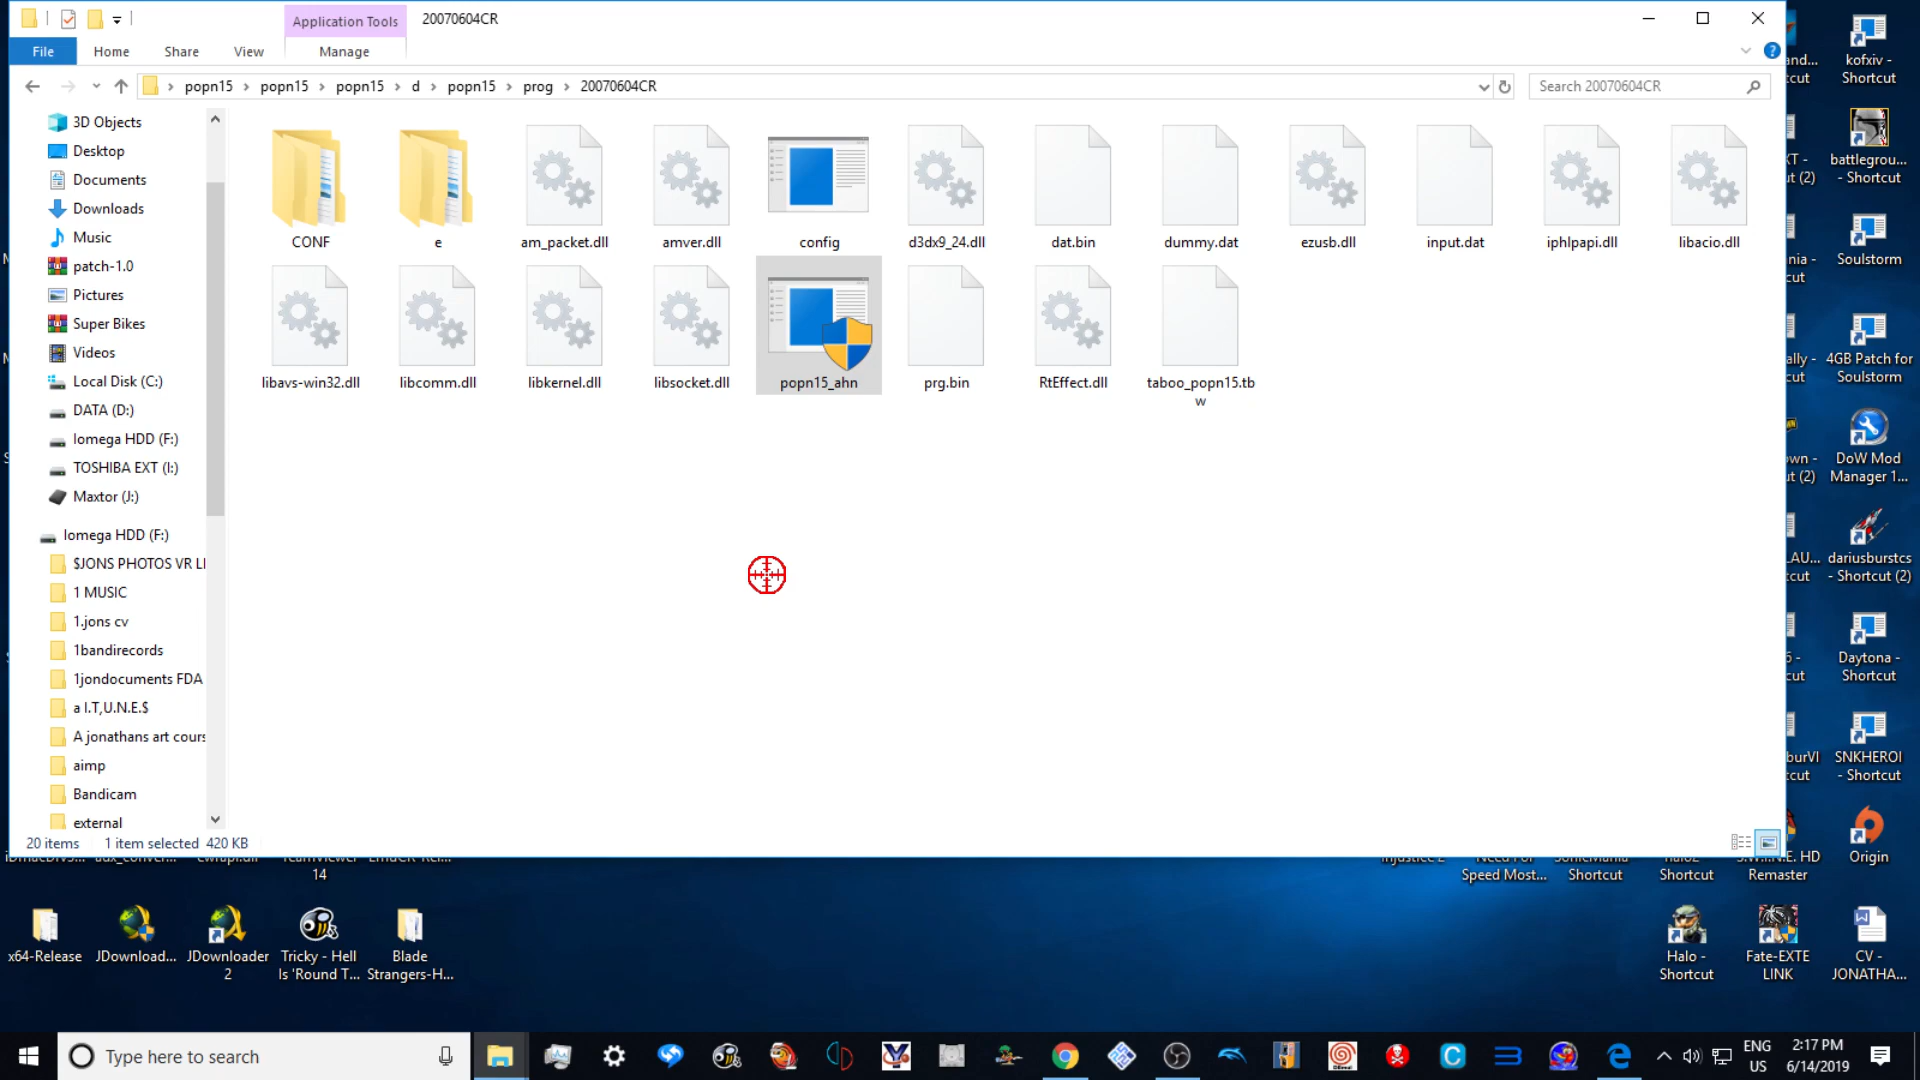 Application Tools
20070604CR
File
Home
Share
View
Manage
popn15
popn15
popn15
d
popn15
prog
20070604CR
Search 20070604CR
3D Objects
Desktop
Documents
Downloads
Music
patch-1.0
Pictures
Super Bikes
Videos
Local Disk (C:)
DATA (D:)
Iomega HDD (F:)
TOSHIBA EXT (I:)
Maxtor (J:)
Iomega HDD (F:)
$JONS PHOTOS VR
1 MUSIC
1.jons cv
1bandirecords
1jondocuments FDA
a I.T,U.N.E.$
A jonathans art cours
aimp
Bandicam
external
CONF
e
am_packet.dll
amver.dll
config
d3dx9_24.dll
dat.bin
dummy.dat
ezusb.dll
input.dat
iphlpapi.dll
libacio.dll
libavs-win32.dll
libcomm.dll
libkernel.dll
libsocket.dll
popn15_ahn
prg.bin
RtEffect.dll
taboo_popn15.tb
w
20 items
1 item selected 420 KB
kofxiv -
Shortcut
battlegrou...
- Shortcut
Soulstorm
4GB Patch for
Soulstorm
DoW Mod
Manager 1...
dariusburstcs
- Shortcut (2)
Daytona -
Shortcut
SNKHEROI
- Shortcut
Origin
14
Speed Most...
Shortcut
Shortcut
Remaster
x64-Release
JDownload...
JDownloader
2
Tricky - Hell
Is 'Round T...
Blade
Strangers-H...
Halo -
Shortcut
Fate-EXTE
LINK
CV -
JONATHA...
Type here to search
ENG
US
2:17 PM
6/14/2019